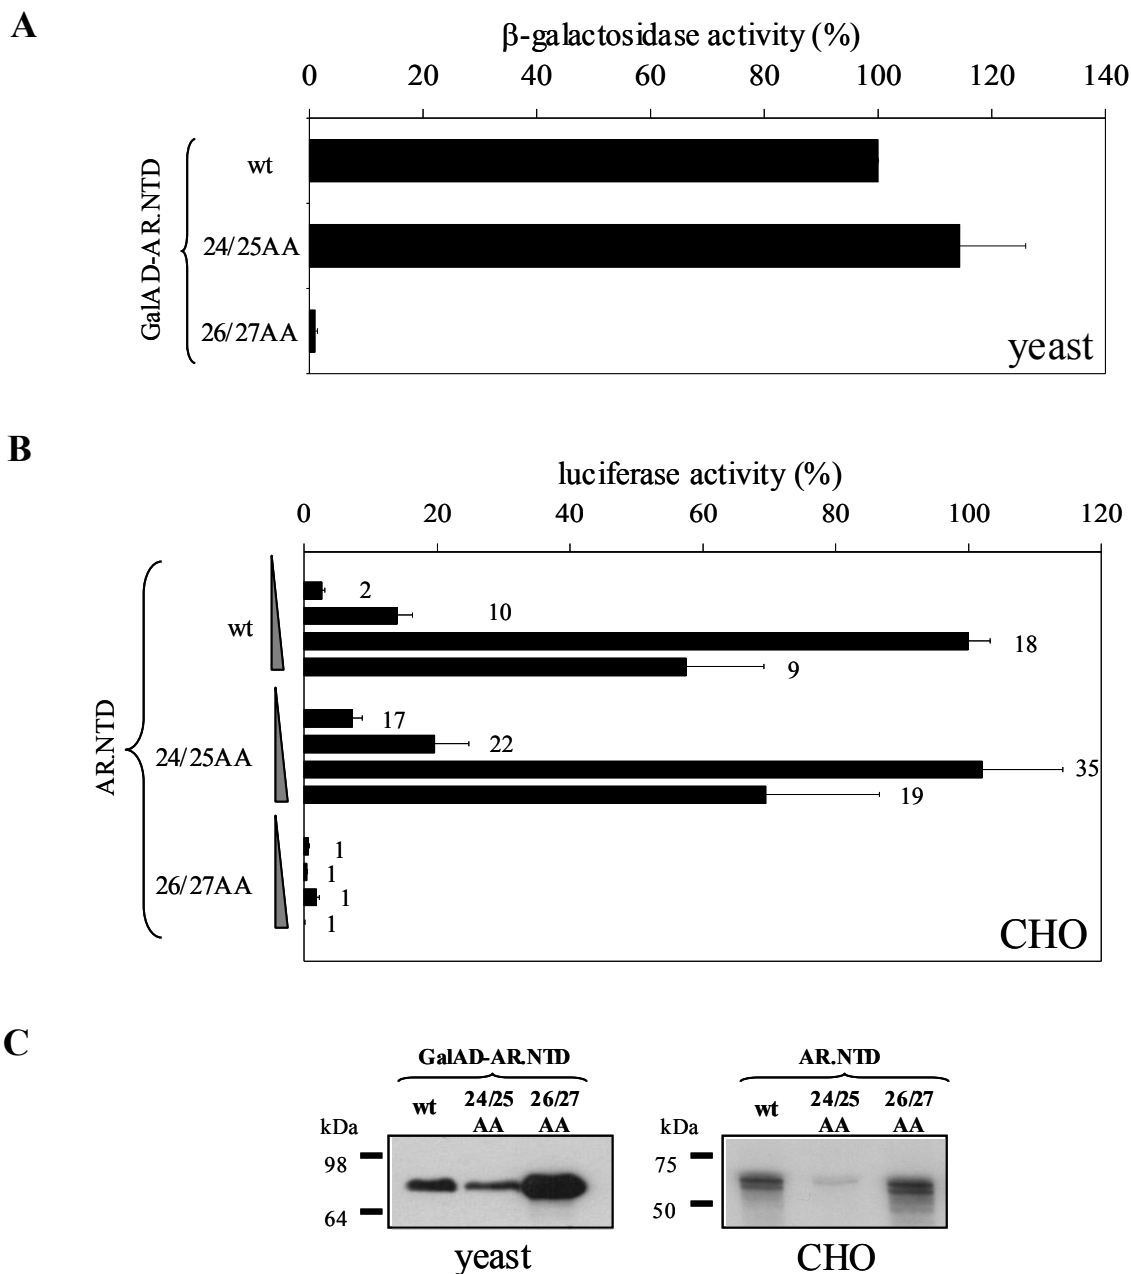 A
β-galactosidase activity (%)
0 20 40 60 80 100 120 140
GalAD-AR.NTD
wt
24/25AA
26/27AA
yeast
B
luciferase activity (%)
0 20 40 60 80 100 120
AR.NTD
wt
2
10
18
9
24/25AA
17
22
35
19
26/27AA
1
1
1
1
CHO
C
GalAD-AR.NTD
wt 24/25 26/27
AA AA
kDa
98
64
yeast
AR.NTD
wt 24/25 26/27
AA AA
kDa
75
50
CHO